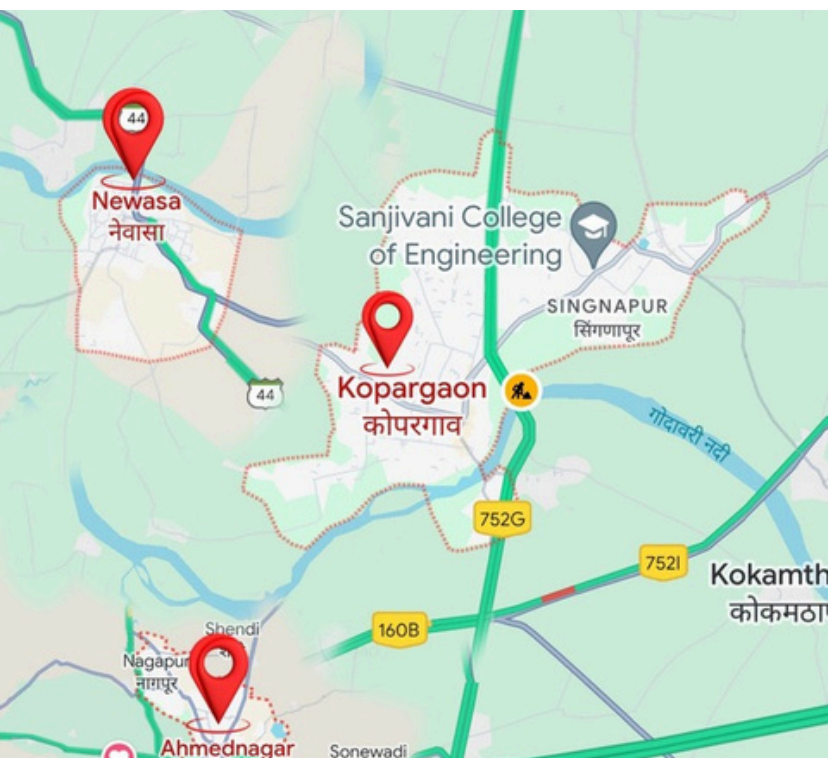 44
Newasa
नेवासा
44
Sanjivani College
of Engineering
SINGNAPUR
सिंगणापूर
Kopargaon
कोपरगाव
गोदावरी नदी
752G
752I
Kokamth
कोकमठा
160B
Shendi
Nagapur
नागपूर
Ahmednagar
Sonewadi